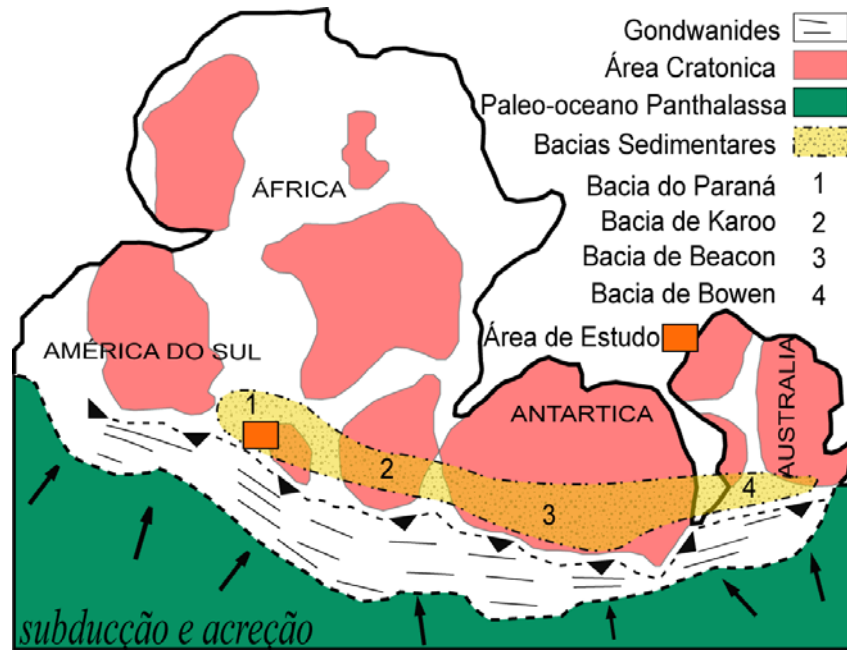 Gondwanides
Área Cratonica
Paleo-oceano Panthalassa
Bacias Sedimentares
Bacia do Paraná 1
Bacia de Karoo 2
Bacia de Beacon 3
Bacia de Bowen 4
Área de Estudo
ÁFRICA
AMÉRICA DO SUL
ANTARTICA
AUSTRALIA
1
2
3
4
subducção e acreção